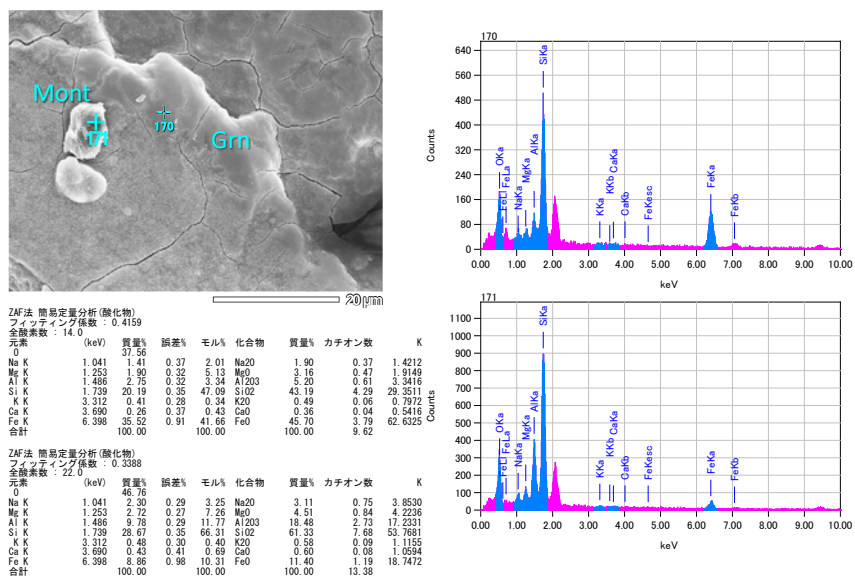 Mont
171
170
Grn
20 μm
ZAF法 簡易定量分析(酸化物)
フィッティング係数 : 0.4159
全酸素数 : 14.0
元素 (keV) 質量% 誤差% モル% 化合物 質量% カチオン数 K
O 37.56
Na K 1.041 1.41 0.37 2.01 Na2O 1.90 0.37 1.4212
Mg K 1.253 1.90 0.32 5.13 MgO 3.16 0.47 1.9149
Al K 1.486 2.75 0.32 3.34 Al2O3 5.20 0.61 3.3416
Si K 1.739 20.19 0.35 47.09 SiO2 43.19 4.29 29.3511
K K 3.312 0.41 0.28 0.34 K2O 0.49 0.06 0.7972
Ca K 3.690 0.26 0.37 0.43 CaO 0.36 0.04 0.5416
Fe K 6.398 35.52 0.91 41.66 FeO 45.70 3.79 62.6325
合計 100.00 100.00 100.00 9.62
ZAF法 簡易定量分析(酸化物)
フィッティング係数 : 0.3388
全酸素数 : 22.0
元素 (keV) 質量% 誤差% モル% 化合物 質量% カチオン数 K
O 46.76
Na K 1.041 2.30 0.29 3.25 Na2O 3.11 0.75 3.8530
Mg K 1.253 2.72 0.27 7.26 MgO 4.51 0.84 4.2236
Al K 1.486 9.78 0.29 11.77 Al2O3 18.48 2.73 17.2331
Si K 1.739 28.67 0.35 66.31 SiO2 61.33 7.68 53.7681
K K 3.312 0.48 0.30 0.40 K2O 0.58 0.09 1.1155
Ca K 3.690 0.43 0.41 0.69 CaO 0.60 0.08 1.0594
Fe K 6.398 8.86 0.98 10.31 FeO 11.40 1.19 18.7472
合計 100.00 100.00 100.00 13.38
170
Counts
640
560
480
400
320
240
160
80
0
OKa
FeLl
FeLa
NaKa
MgKa
AlKa
SiKa
KKa
KKb
CaKa
CaKb
FeKesc
FeKa
FeKb
0.00 1.00 2.00 3.00 4.00 5.00 6.00 7.00 8.00 9.00 10.00
keV
171
Counts
1100
1000
900
800
700
600
500
400
300
200
100
0
OKa
FeLl
FeLa
NaKa
MgKa
AlKa
SiKa
KKa
KKb
CaKa
CaKb
FeKesc
FeKa
FeKb
0.00 1.00 2.00 3.00 4.00 5.00 6.00 7.00 8.00 9.00 10.00
keV